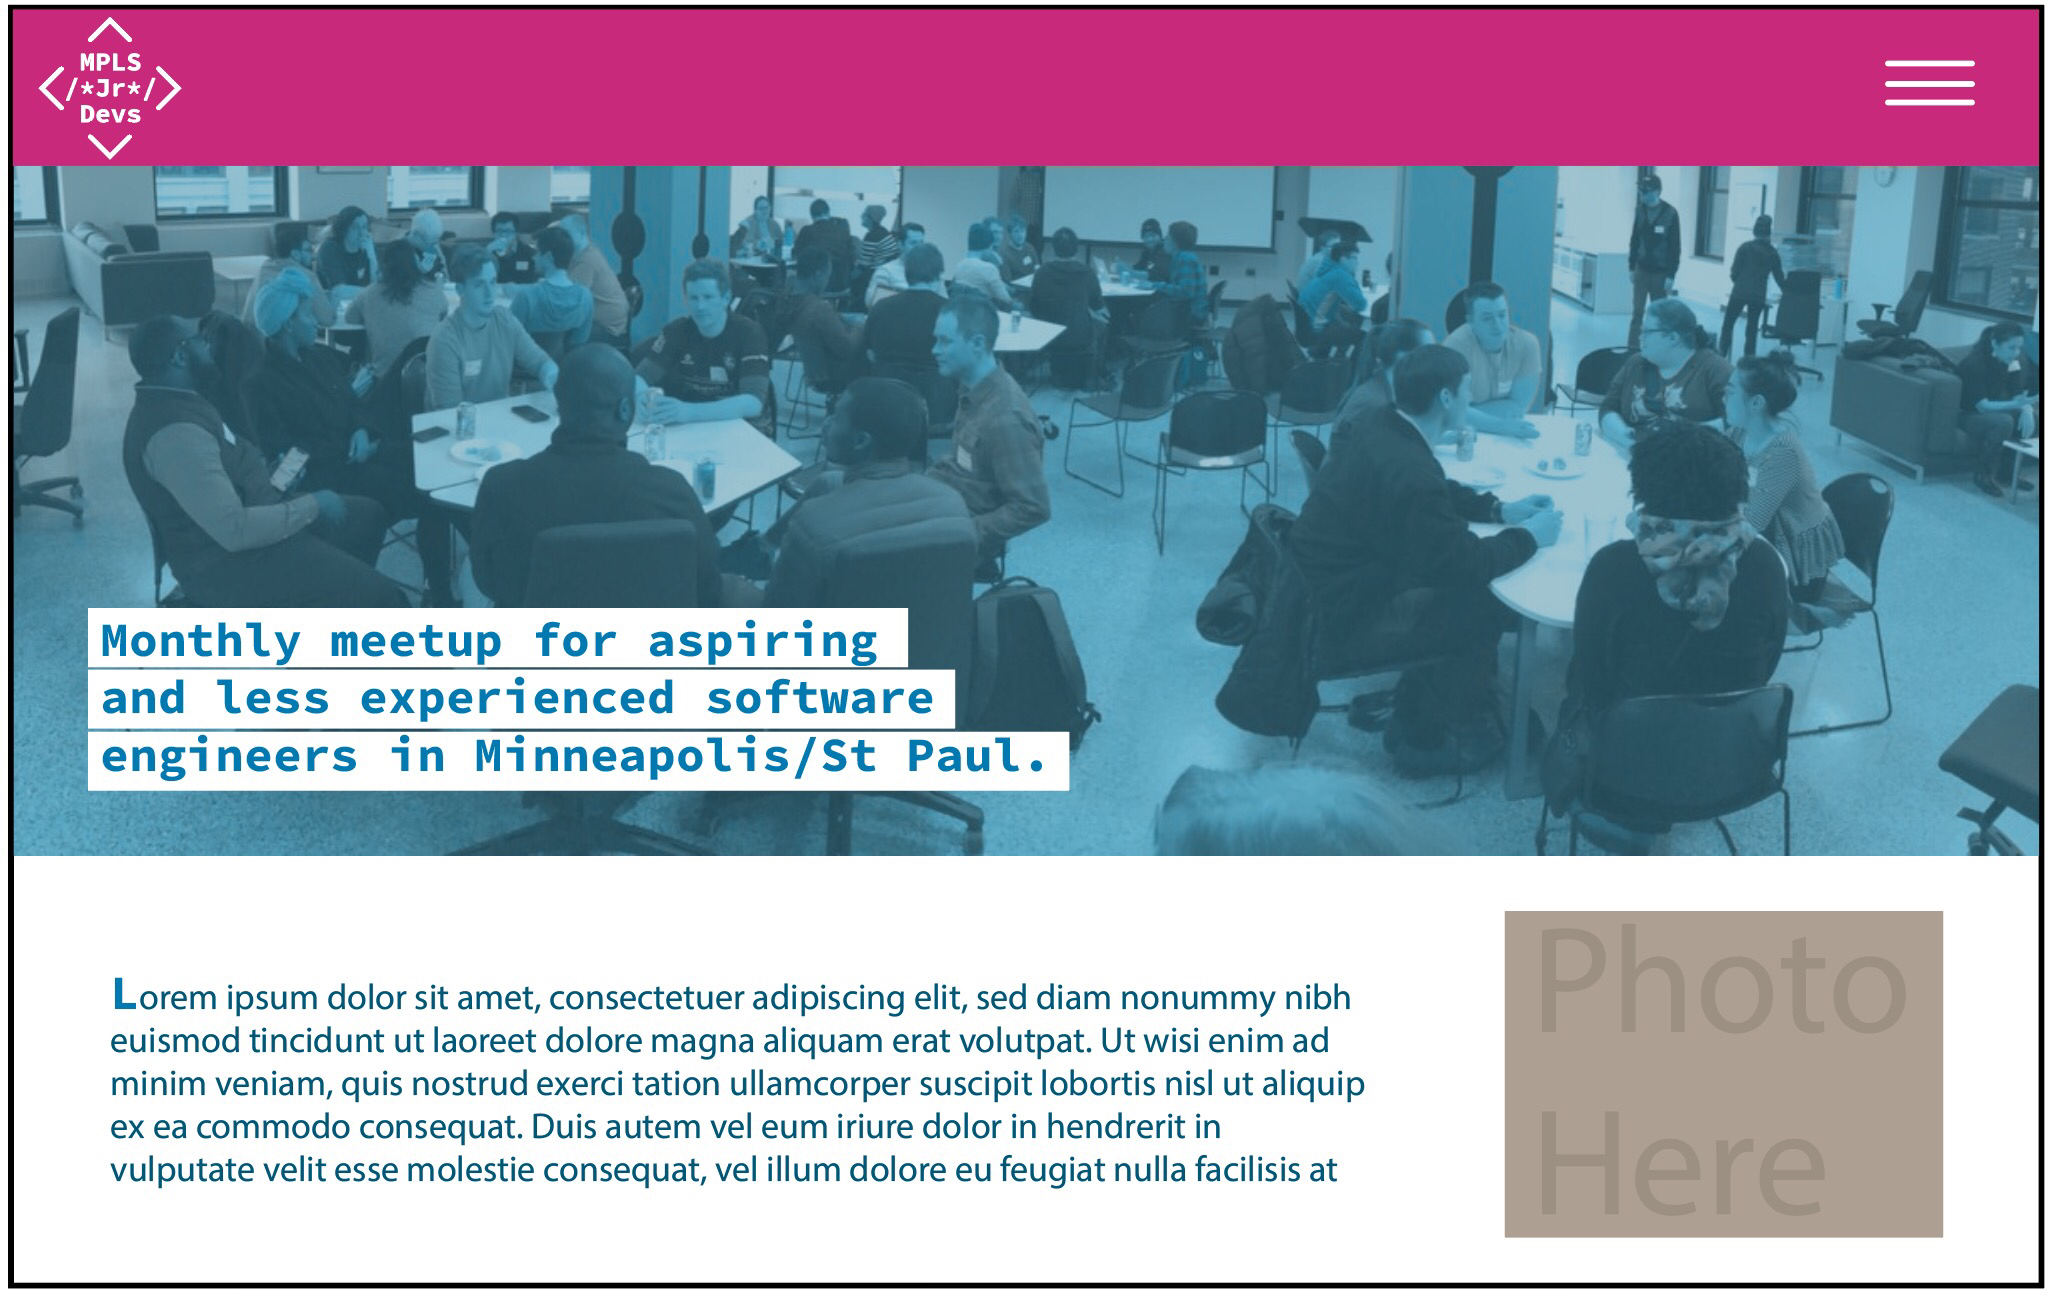 MPLS
/*Jr*/
Devs
Monthly meetup for aspiring
and less experienced software
engineers in Minneapolis/St Paul.
Lorem ipsum dolor sit amet, consectetuer adipiscing elit, sed diam nonummy nibh
euismod tincidunt ut laoreet dolore magna aliquam erat volutpat. Ut wisi enim ad
minim veniam, quis nostrud exerci tation ullamcorper suscipit lobortis nisl ut aliquip
ex ea commodo consequat. Duis autem vel eum iriure dolor in hendrerit in
vulputate velit esse molestie consequat, vel illum dolore eu feugiat nulla facilisis at
Photo
Here